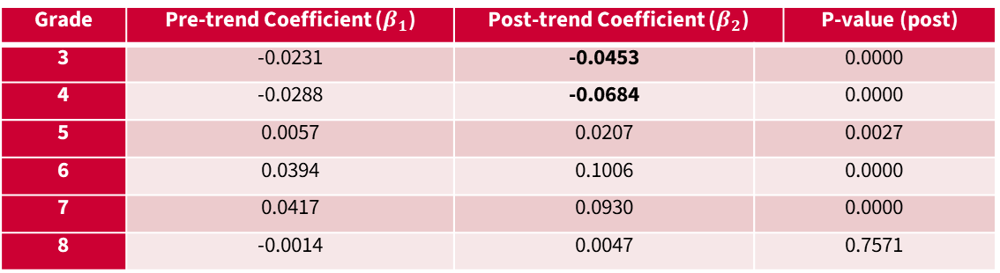 Grade Pre-trend Coefficient (β₁) Post-trend Coefficient (β₂) P-value (post)
3 -0.0231 -0.0453 0.0000
4 -0.0288 -0.0684 0.0000
5 0.0057 0.0207 0.0027
6 0.0394 0.1006 0.0000
7 0.0417 0.0930 0.0000
8 -0.0014 0.0047 0.7571